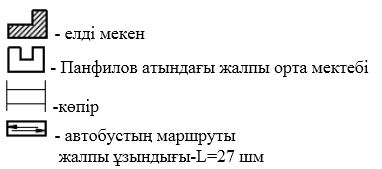 - елді мекен
- Панфилов атындағы жалпы орта мектебі
-көпір
- автобустың маршруты
жалпы ұзындығы-L=27 шм